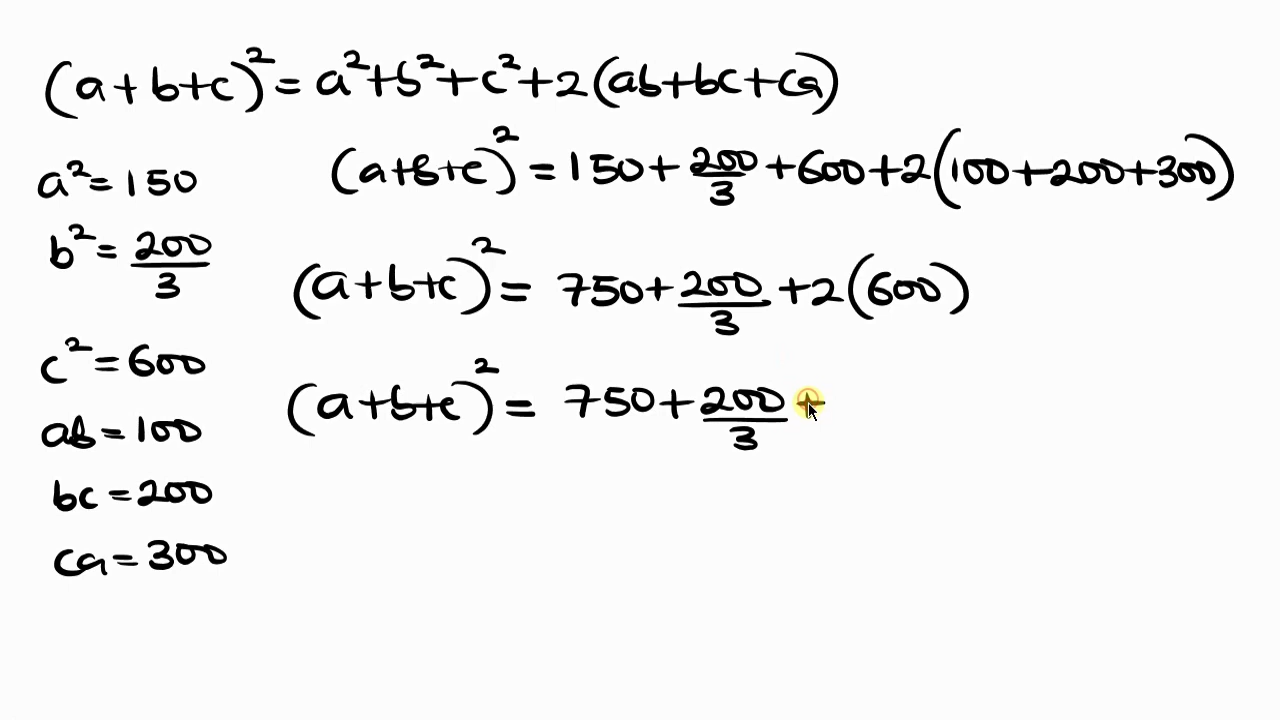 (a+b+c)²=a²+b²+c²+2(ab+bc+ca)
a²=150
(a+b+c)²=150+200/3+600+2(100+200+300)
b²=200/3
(a+b+c)²=750+200/3+2(600)
c²=600
(a+b+c)²=750+200/3+
ab=100
bc=200
ca=300